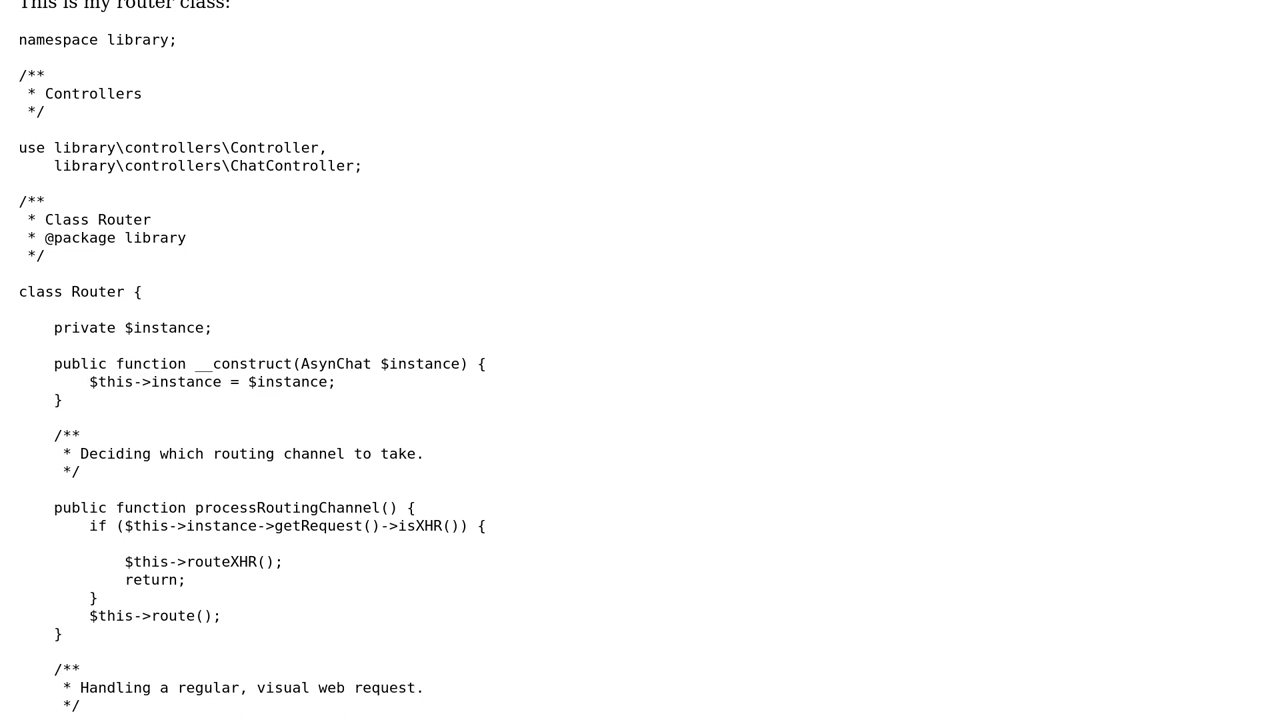 This is my router class:
namespace library;
/**
 * Controllers
 */
use library\controllers\Controller,
    library\controllers\ChatController;
/**
 * Class Router
 * @package library
 */
class Router {
    private $instance;
    public function __construct(AsynChat $instance) {
        $this->instance = $instance;
    }
    /**
     * Deciding which routing channel to take.
     */
    public function processRoutingChannel() {
        if ($this->instance->getRequest()->isXHR()) {
            $this->routeXHR();
            return;
        }
        $this->route();
    }
    /**
     * Handling a regular, visual web request.
     */